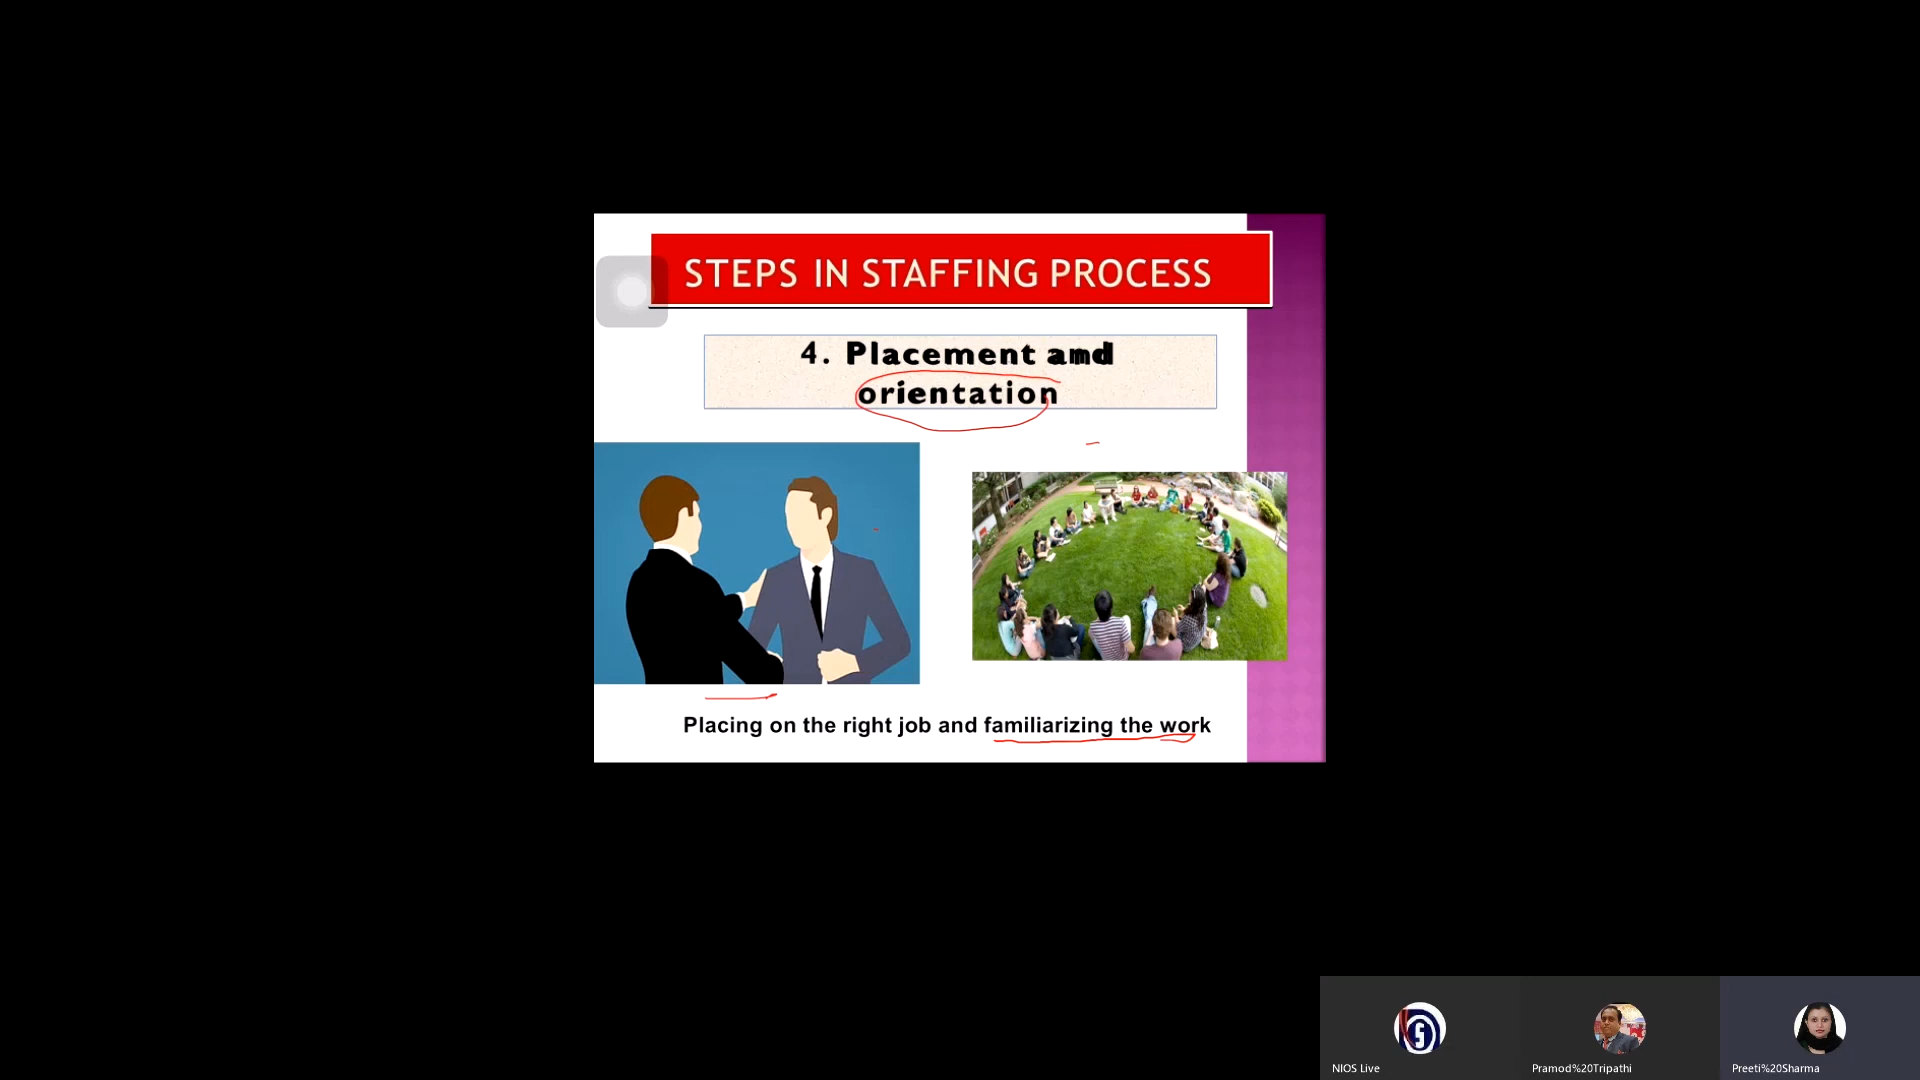 STEPS IN STAFFING PROCESS
4. Placement and
orientation
Placing on the right job and familiarizing the work
NIOS Live
Pramod%20Tripathi
Preeti%20Sharma